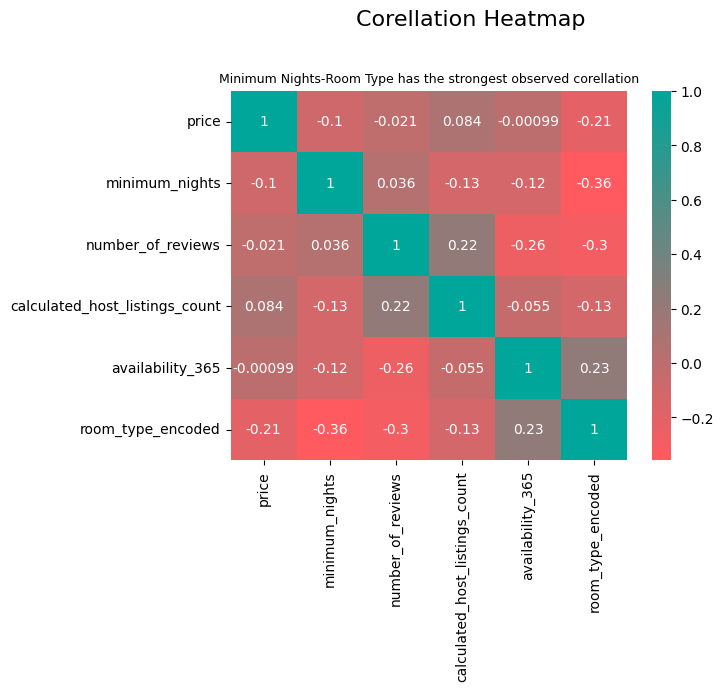 Corellation Heatmap
Minimum Nights-Room Type has the strongest observed corellation
price 1 -0.1 -0.021 0.084 -0.00099 -0.21
minimum_nights -0.1 1 0.036 -0.13 -0.12 -0.36
number_of_reviews -0.021 0.036 1 0.22 -0.26 -0.3
calculated_host_listings_count 0.084 -0.13 0.22 1 -0.055 -0.13
availability_365 -0.00099 -0.12 -0.26 -0.055 1 0.23
room_type_encoded -0.21 -0.36 -0.3 -0.13 0.23 1
price
minimum_nights
number_of_reviews
calculated_host_listings_count
availability_365
room_type_encoded
1.0
0.8
0.6
0.4
0.2
0.0
−0.2